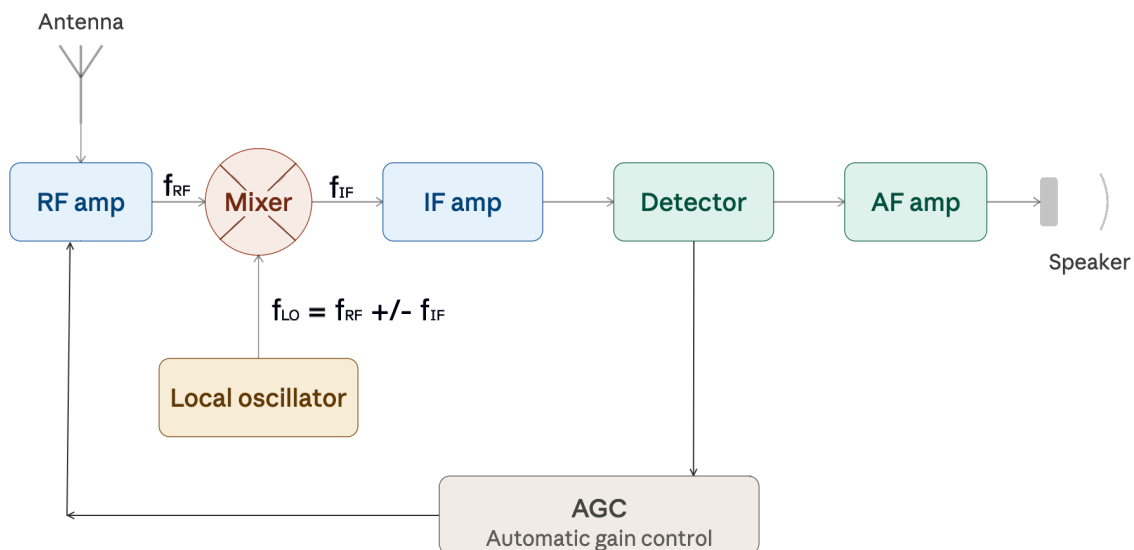 Antenna
RF amp
fRF
Mixer
fIF
IF amp
Detector
AF amp
Speaker
fLO = fRF +/- fIF
Local oscillator
AGC
Automatic gain control